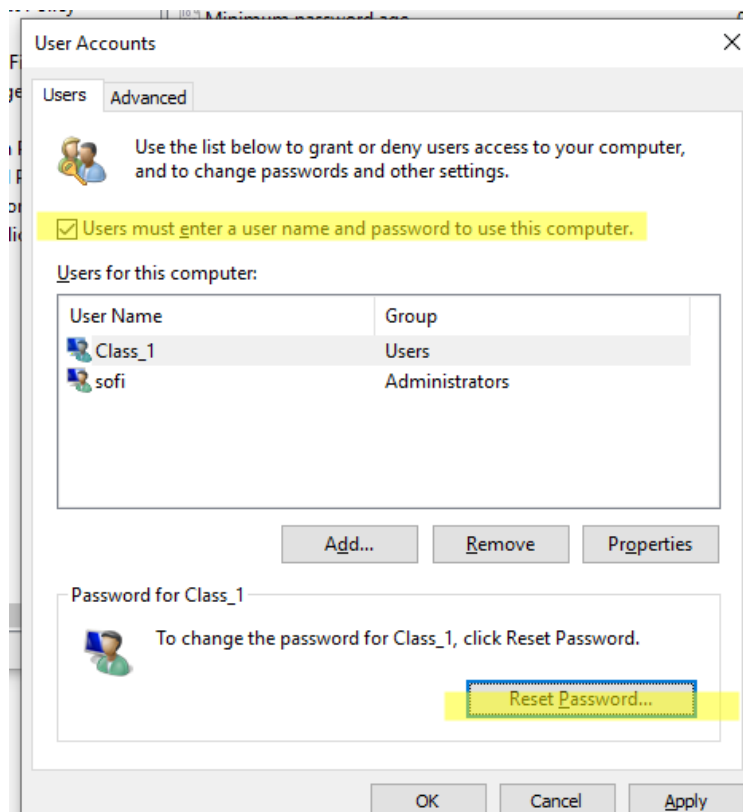 Minimum password age
User Accounts
Users
Advanced
Use the list below to grant or deny users access to your computer,
and to change passwords and other settings.
Users must enter a user name and password to use this computer.
Users for this computer:
User Name Group
Class_1 Users
sofi Administrators
Add... Remove Properties
Password for Class_1
To change the password for Class_1, click Reset Password.
Reset Password...
OK Cancel Apply